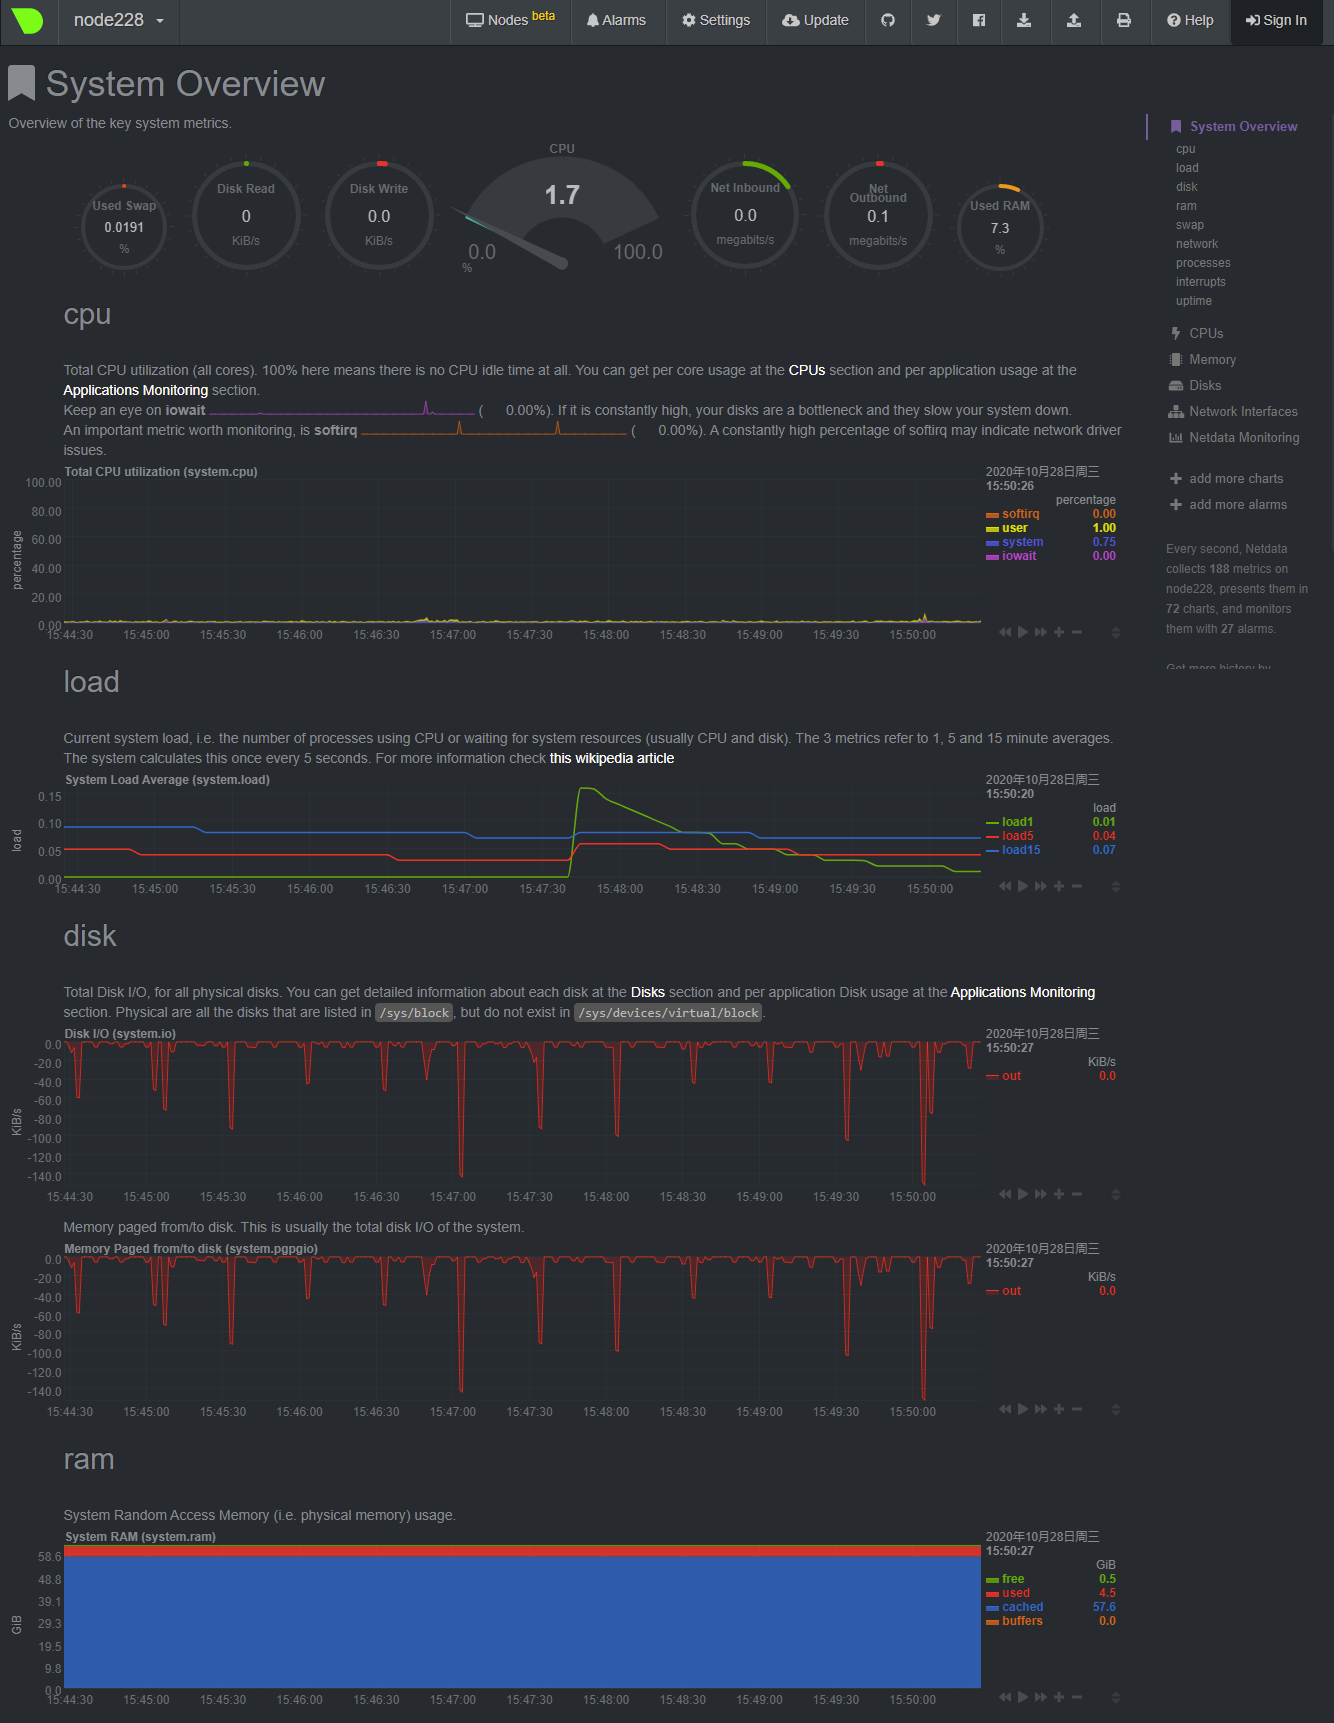 node228
Nodes beta
Alarms
Settings
Update
Help
Sign In
System Overview
Overview of the key system metrics.
Used Swap
0.0191
%
Disk Read
0
KiB/s
Disk Write
0.0
KiB/s
CPU
1.7
0.0
100.0
%
Net Inbound
0.0
megabits/s
Net
Outbound
0.1
megabits/s
Used RAM
7.3
%
System Overview
cpu
load
disk
ram
swap
network
processes
interrupts
uptime
CPUs
Memory
Disks
Network Interfaces
Netdata Monitoring
add more charts
add more alarms
Every second, Netdata
collects 188 metrics on
node228, presents them in
72 charts, and monitors
them with 27 alarms.
Get more history by
cpu
Total CPU utilization (all cores). 100% here means there is no CPU idle time at all. You can get per core usage at the CPUs section and per application usage at the
Applications Monitoring section.
Keep an eye on iowait ( 0.00%). If it is constantly high, your disks are a bottleneck and they slow your system down.
An important metric worth monitoring, is softirq ( 0.00%). A constantly high percentage of softirq may indicate network driver
issues.
Total CPU utilization (system.cpu)
2020年10月28日周三
15:50:26
percentage
softirq 0.00
user 1.00
system 0.75
iowait 0.00
percentage
100.00
80.00
60.00
40.00
20.00
0.00
15:44:30 15:45:00 15:45:30 15:46:00 15:46:30 15:47:00 15:47:30 15:48:00 15:48:30 15:49:00 15:49:30 15:50:00
load
Current system load, i.e. the number of processes using CPU or waiting for system resources (usually CPU and disk). The 3 metrics refer to 1, 5 and 15 minute averages.
The system calculates this once every 5 seconds. For more information check this wikipedia article
System Load Average (system.load)
2020年10月28日周三
15:50:20
load
load1 0.01
load5 0.04
load15 0.07
load
0.15
0.10
0.05
0.00
15:44:30 15:45:00 15:45:30 15:46:00 15:46:30 15:47:00 15:47:30 15:48:00 15:48:30 15:49:00 15:49:30 15:50:00
disk
Total Disk I/O, for all physical disks. You can get detailed information about each disk at the Disks section and per application Disk usage at the Applications Monitoring
section. Physical are all the disks that are listed in /sys/block, but do not exist in /sys/devices/virtual/block.
Disk I/O (system.io)
2020年10月28日周三
15:50:27
KiB/s
out 0.0
KiB/s
0.0
-20.0
-40.0
-60.0
-80.0
-100.0
-120.0
-140.0
15:44:30 15:45:00 15:45:30 15:46:00 15:46:30 15:47:00 15:47:30 15:48:00 15:48:30 15:49:00 15:49:30 15:50:00
Memory paged from/to disk. This is usually the total disk I/O of the system.
Memory Paged from/to disk (system.pgpgio)
2020年10月28日周三
15:50:27
KiB/s
out 0.0
KiB/s
0.0
-20.0
-40.0
-60.0
-80.0
-100.0
-120.0
-140.0
15:44:30 15:45:00 15:45:30 15:46:00 15:46:30 15:47:00 15:47:30 15:48:00 15:48:30 15:49:00 15:49:30 15:50:00
ram
System Random Access Memory (i.e. physical memory) usage.
System RAM (system.ram)
2020年10月28日周三
15:50:27
GiB
free 0.5
used 4.5
cached 57.6
buffers 0.0
GiB
58.6
48.8
39.1
29.3
19.5
9.8
0.0
15:44:30 15:45:00 15:45:30 15:46:00 15:46:30 15:47:00 15:47:30 15:48:00 15:48:30 15:49:00 15:49:30 15:50:00